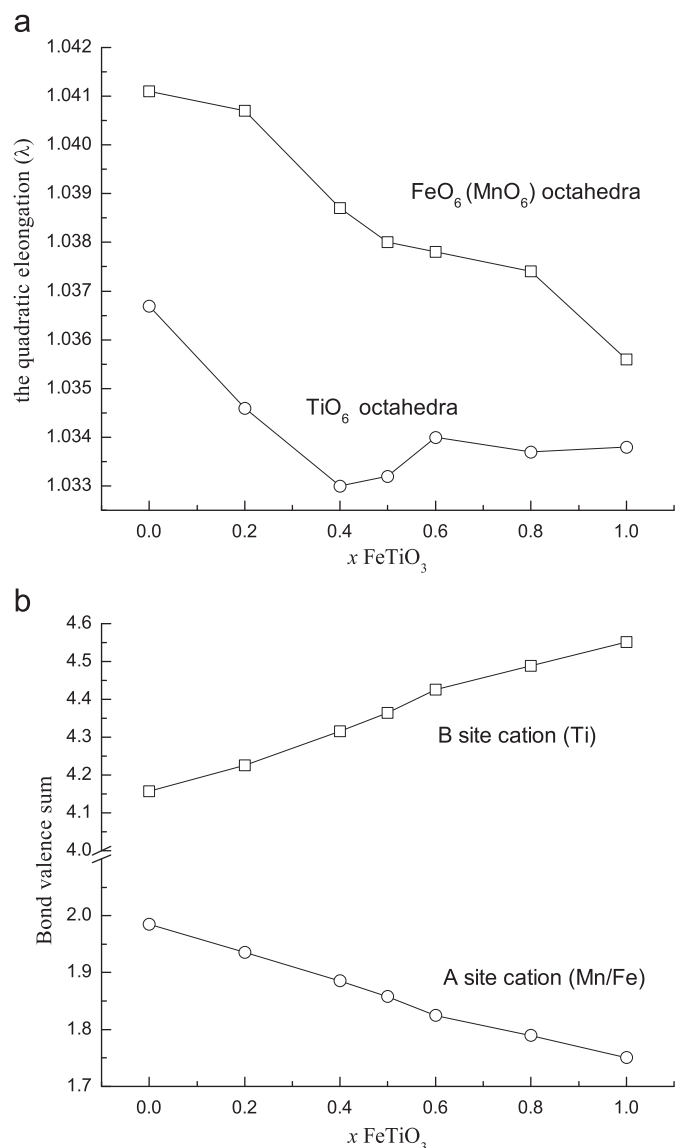 a
1.042
1.041
1.040
1.039
1.038
1.037
1.036
1.035
1.034
1.033
the quadratic eleongation (λ)
FeO₆ (MnO₆) octahedra
TiO₆ octahedra
0.0 0.2 0.4 0.5 0.6 0.8 1.0
x FeTiO₃
b
4.6
4.5
4.4
4.3
4.2
4.1
4.0
2.0
1.9
1.8
1.7
Bond valence sum
B site cation (Ti)
A site cation (Mn/Fe)
0.0 0.2 0.4 0.5 0.6 0.8 1.0
x FeTiO₃